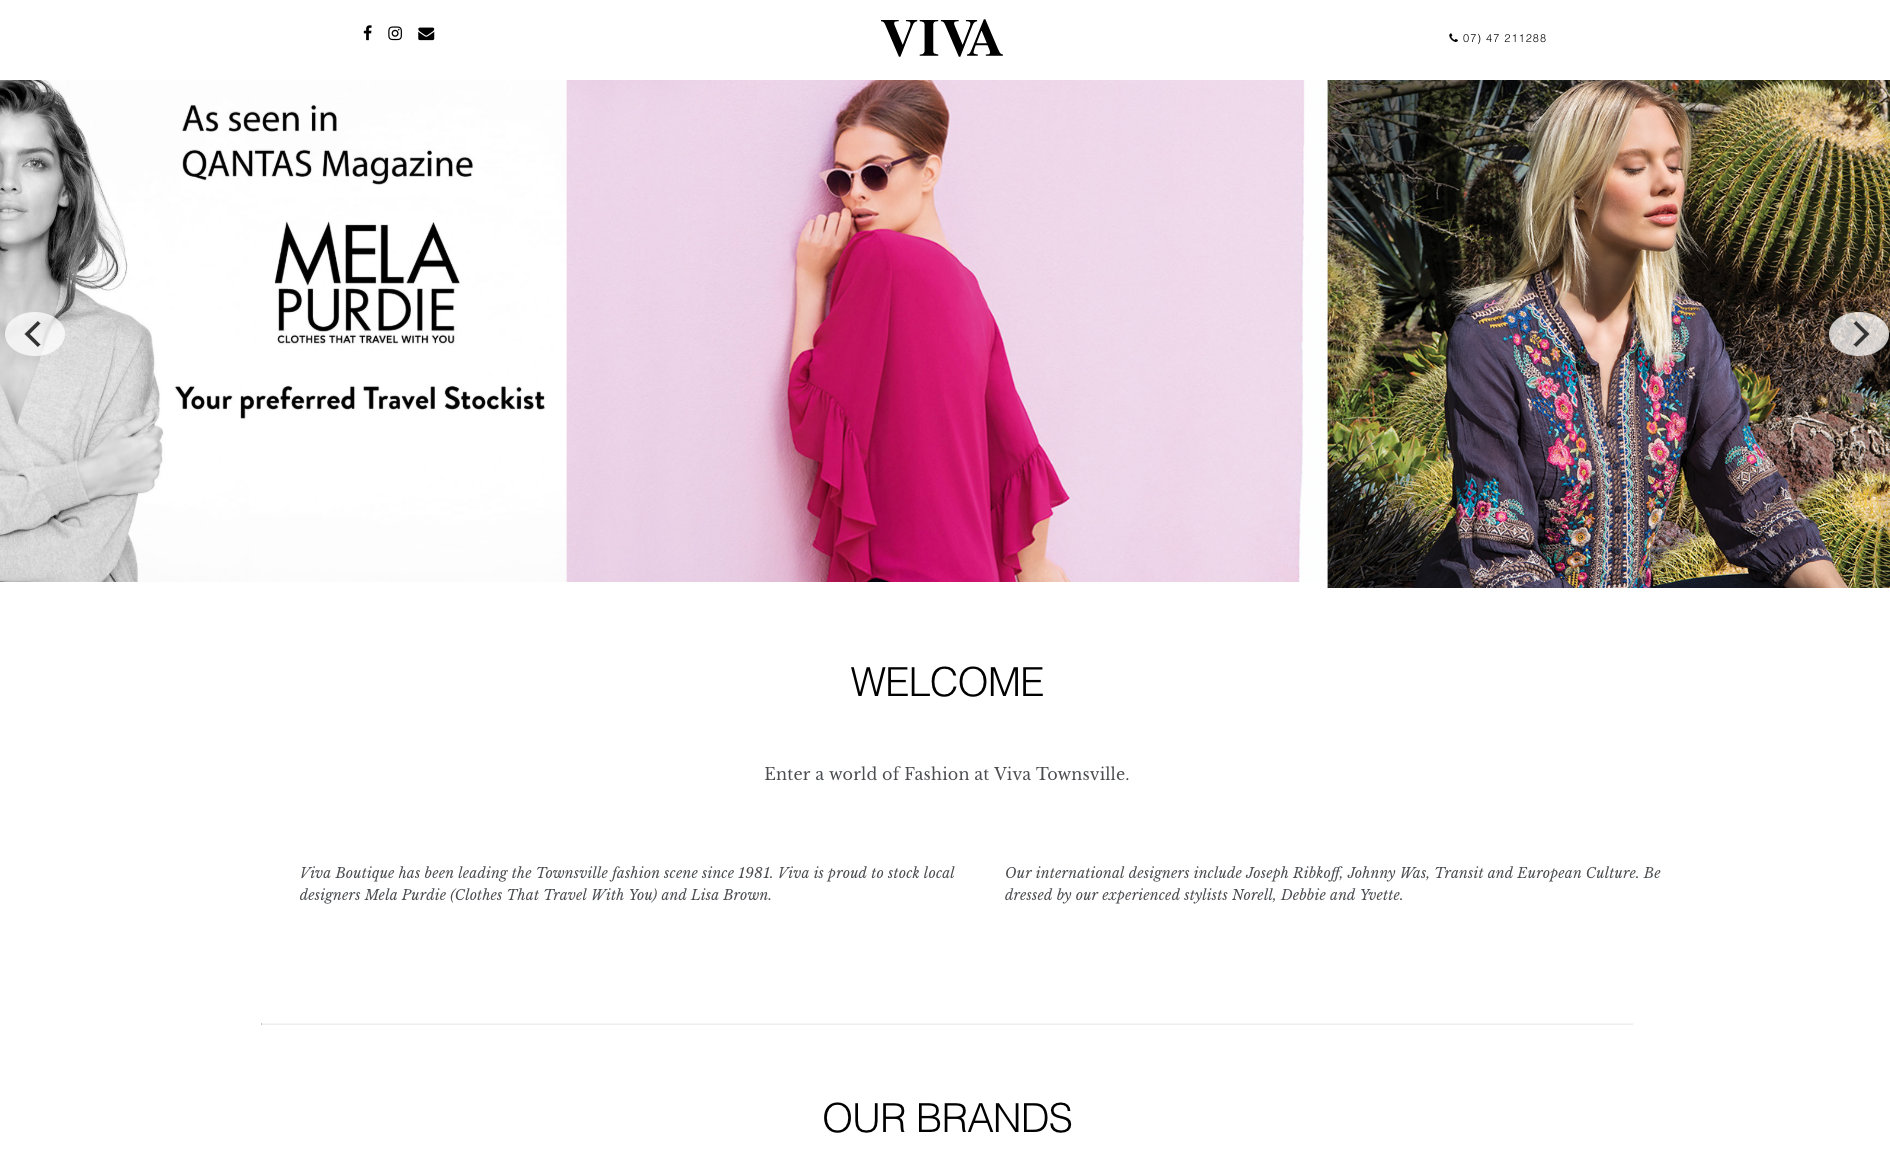 VIVA
07) 47 211288
As seen in
QANTAS Magazine
MELA
PURDIE
CLOTHES THAT TRAVEL WITH YOU
Your preferred Travel Stockist
WELCOME
Enter a world of Fashion at Viva Townsville.
Viva Boutique has been leading the Townsville fashion scene since 1981. Viva is proud to stock local
designers Mela Purdie (Clothes That Travel With You) and Lisa Brown.
Our international designers include Joseph Ribkoff, Johnny Was, Transit and European Culture. Be
dressed by our experienced stylists Norell, Debbie and Yvette.
OUR BRANDS